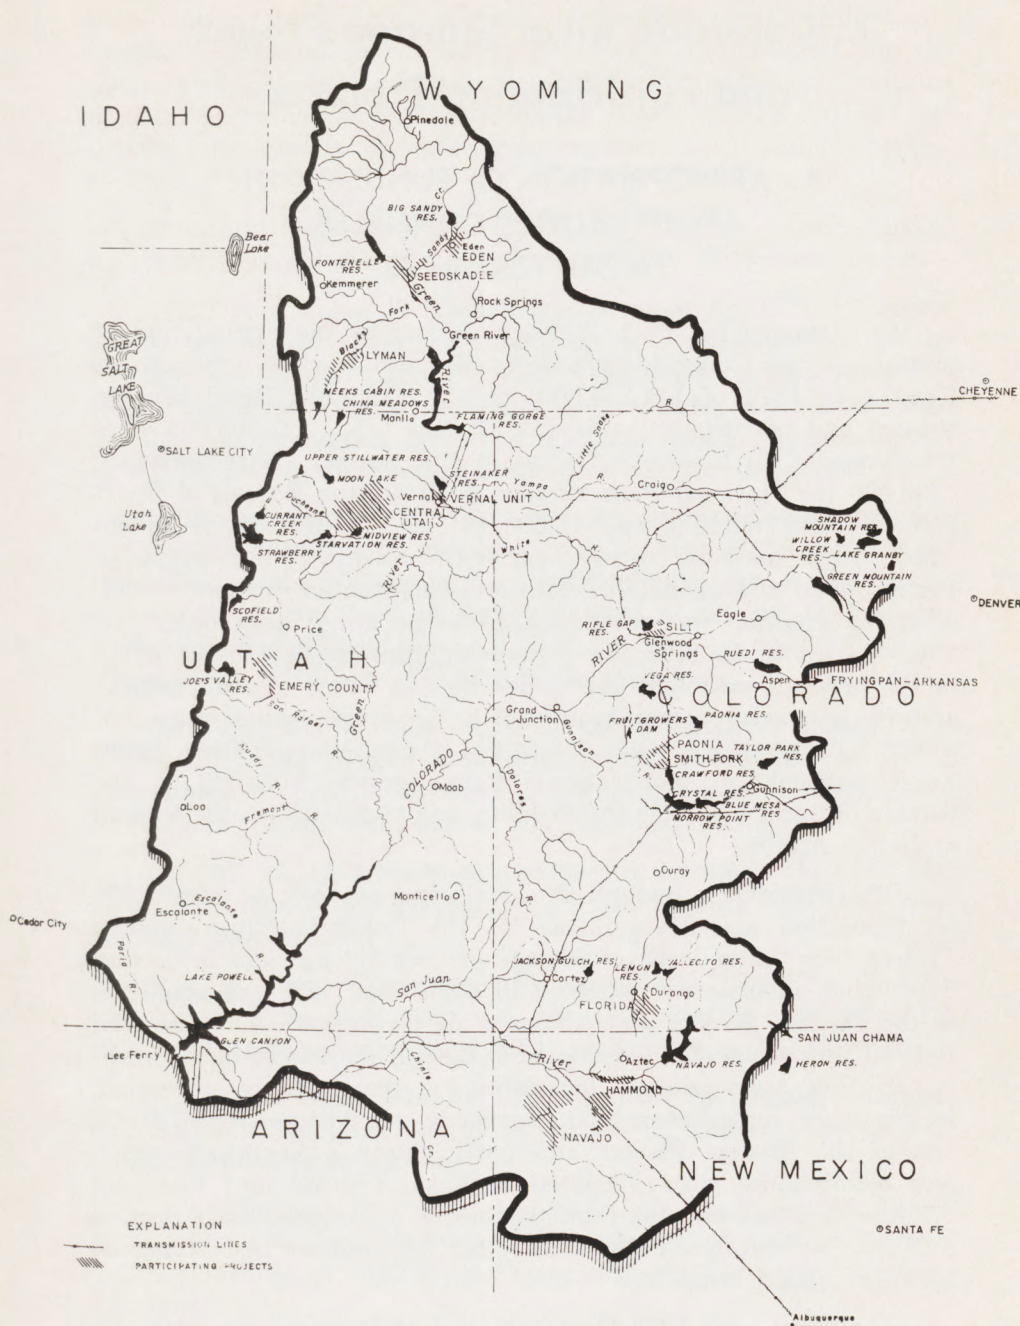 WYOMING
IDAHO
Pinedale
Cr.
BIG SANDY
RES.
Sandy
Eden
EDEN
Bear
Lake
FONTENELLE
RES.
SEEDSKADEE
Kemmerer
Green
Rock Springs
Fork
Green River
Blacks
LYMAN
River
GREAT
SALT
LAKE
MEEKS CABIN RES.
CHINA MEADOWS
RES.
Manila
FLAMING GORGE
RES.
R.
CHEYENNE
Little Snake
SALT LAKE CITY
UPPER STILLWATER RES.
MOON LAKE
STEINAKER
RES.
Yampa
R.
Craig
Vernal
VERNAL UNIT
Duchesne
CENTRAL
UTAH
Utah
Lake
CURRANT
CREEK
RES.
MIDVIEW RES.
STARVATION RES.
STRAWBERRY
RES.
White
SHADOW
MOUNTAIN RES.
WILLOW
CREEK
RES.
LAKE GRANBY
GREEN MOUNTAIN
RES.
River
DENVER
SCOFIELD
RES.
Price
RIFLE GAP
RES.
SILT
Eagle
Glenwood
Springs
RIVER
RUEDI RES.
UTAH
JOE'S VALLEY
RES.
EMERY COUNTY
VEGA RES.
Aspen
FRYINGPAN-ARKANSAS
COLORADO
San Rafael
R.
Green
Grand
Junction
Gunnison
FRUITGROWERS
DAM
PAONIA RES.
PAONIA
SMITH FORK
TAYLOR PARK
RES.
R.
CRAWFORD RES.
Muddy
R.
COLORADO
Moab
Dolores
CRYSTAL RES.
Gunnison
BLUE MESA
RES
MORROW POINT
RES.
Loa
Fremont
R.
Ouray
Monticello
R.
Escalante
Escalante
R.
Cedar City
Paria
R.
LAKE POWELL
San Juan
JACKSON GULCH RES.
Cortez
LEMON
RES.
VALLECITO RES.
Durango
FLORIDA
SAN JUAN CHAMA
GLEN CANYON
Lee Ferry
River
Aztec
NAVAJO RES.
HERON RES.
Chinle
HAMMOND
NAVAJO
ARIZONA
Cr.
NEW MEXICO
EXPLANATION
TRANSMISSION LINES
PARTICIPATING PROJECTS
SANTA FE
Albuquerque